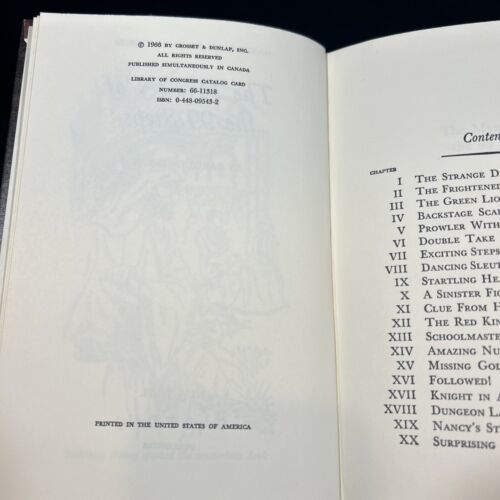 © 1966 BY GROSSET & DUNLAP, INC.
ALL RIGHTS RESERVED
PUBLISHED SIMULTANEOUSLY IN CANADA
LIBRARY OF CONGRESS CATALOG CARD
NUMBER: 66-11318
ISBN: 0-448-09543-2
PRINTED IN THE UNITED STATES OF AMERICA
Conten
CHAPTER
I THE STRANGE D
II THE FRIGHTENED
III THE GREEN LIO
IV BACKSTAGE SCA
V PROWLER WITH
VI DOUBLE TAKE
VII EXCITING STEPS
VIII DANCING SLEUT
IX STARTLING HE
X A SINISTER FI
XI CLUE FROM H
XII THE RED KIN
XIII SCHOOLMASTE
XIV AMAZING NU
XV MISSING GOL
XVI FOLLOWED!
XVII KNIGHT IN A
XVIII DUNGEON LA
XIX NANCY'S ST
XX SURPRISING